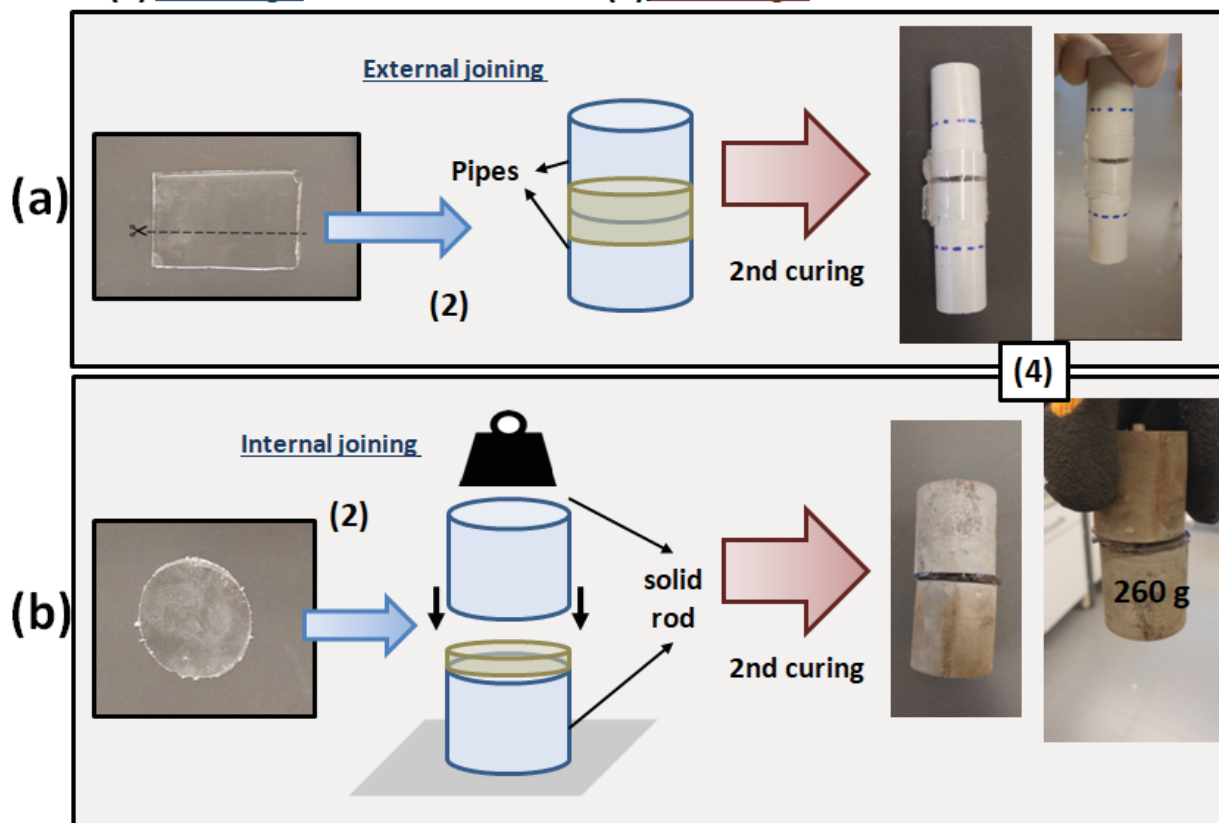 (a)
External joining
Pipes
(2)
2nd curing
(4)
(b)
Internal joining
(2)
solid
rod
2nd curing
260 g